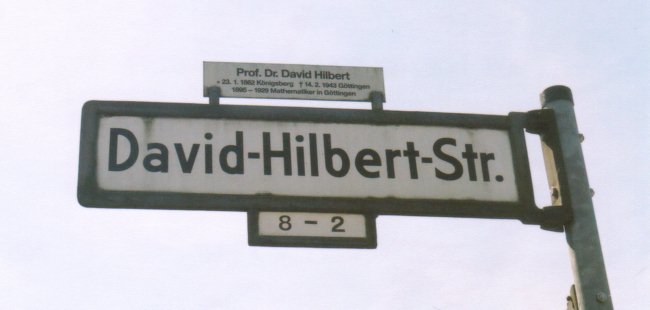 Prof. Dr. David Hilbert
* 23. 1. 1862 Königsberg † 14. 2. 1943 Göttingen
1895 – 1929 Mathematiker in Göttingen
David-Hilbert-Str.
8 – 2